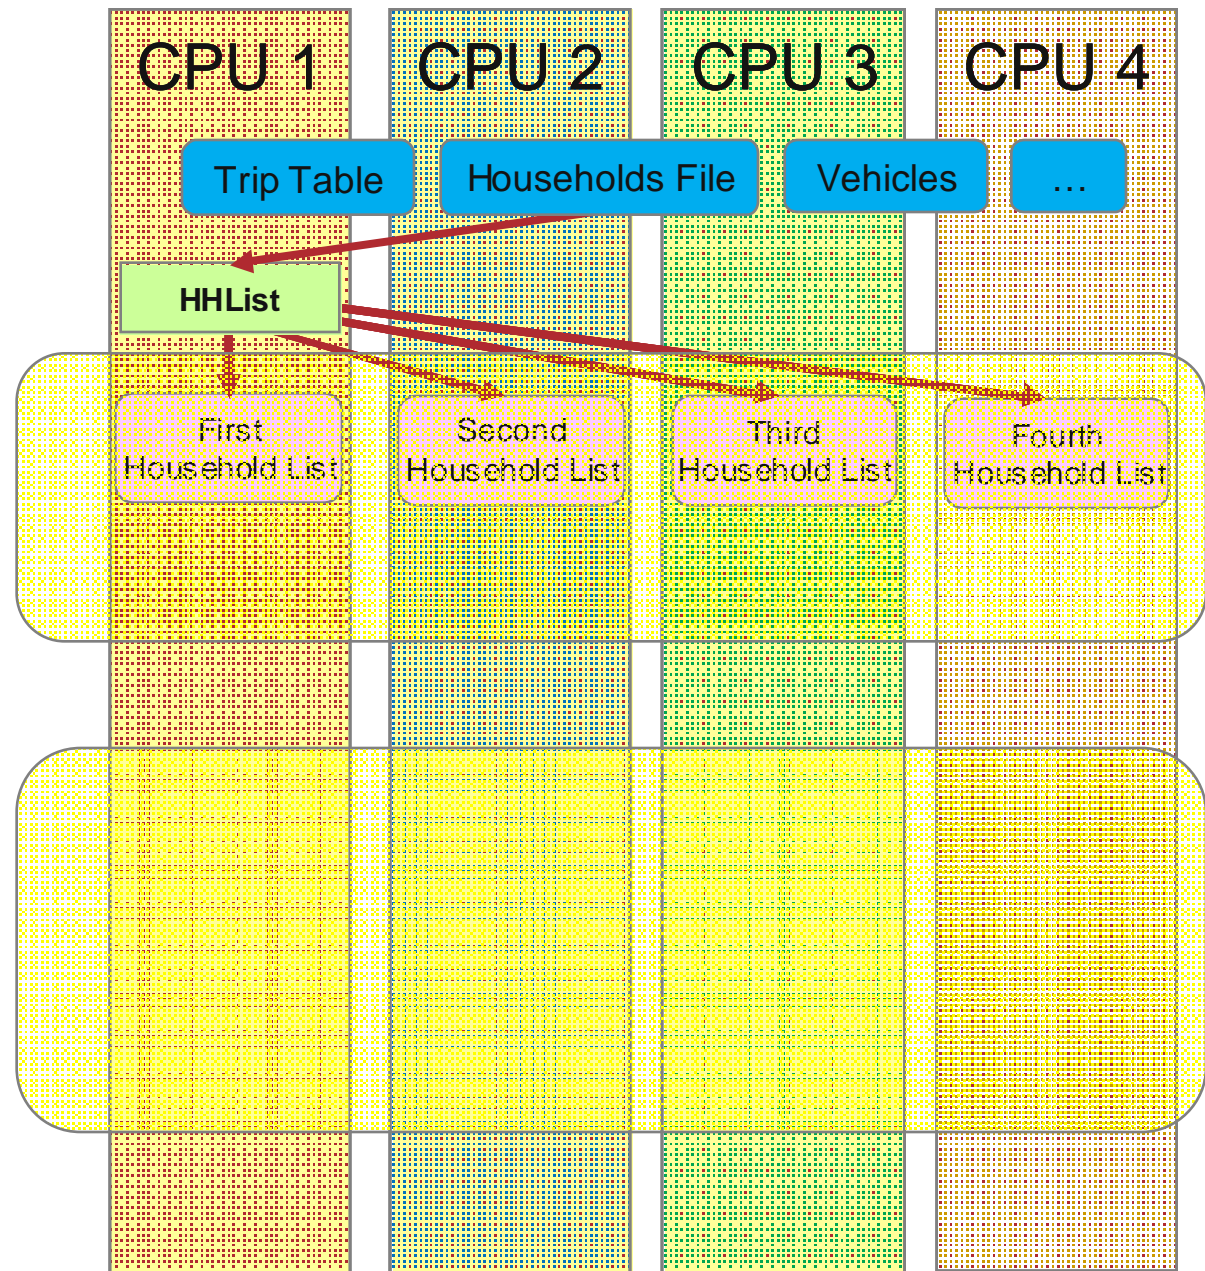 CPU 1
CPU 2
CPU 3
CPU 4
Trip Table
Households File
Vehicles
...
HHList
First
Household List
Second
Household List
Third
Household List
Fourth
Household List